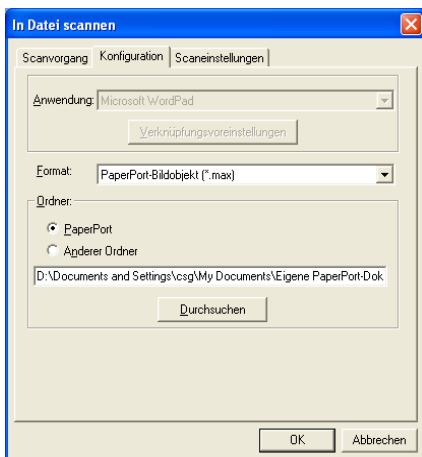 In Datei scannen
Scanvorgang Konfiguration Scaneinstellungen
Anwendung: Microsoft WordPad
Verknüpfungsvoreinstellungen
Format: PaperPort-Bildobjekt (*.max)
Ordner:
PaperPort
Anderer Ordner
D:\Documents and Settings\csg\My Documents\Eigene PaperPort-Dok
Durchsuchen
OK Abbrechen